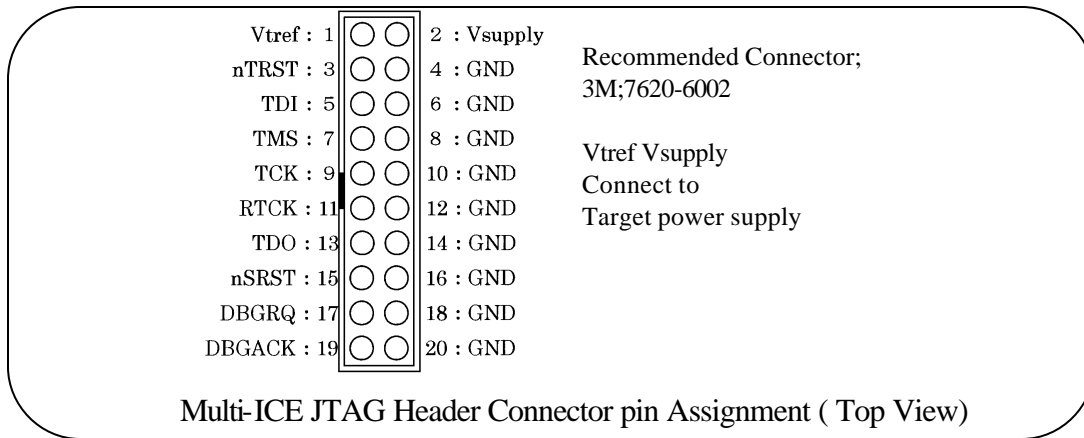 Vtref : 1 2 : Vsupply
nTRST : 3 4 : GND
TDI : 5 6 : GND
TMS : 7 8 : GND
TCK : 9 10 : GND
RTCK : 11 12 : GND
TDO : 13 14 : GND
nSRST : 15 16 : GND
DBGRQ : 17 18 : GND
DBGACK : 19 20 : GND
Recommended Connector;
3M;7620-6002
Vtref Vsupply
Connect to
Target power supply
Multi-ICE JTAG Header Connector pin Assignment ( Top View)